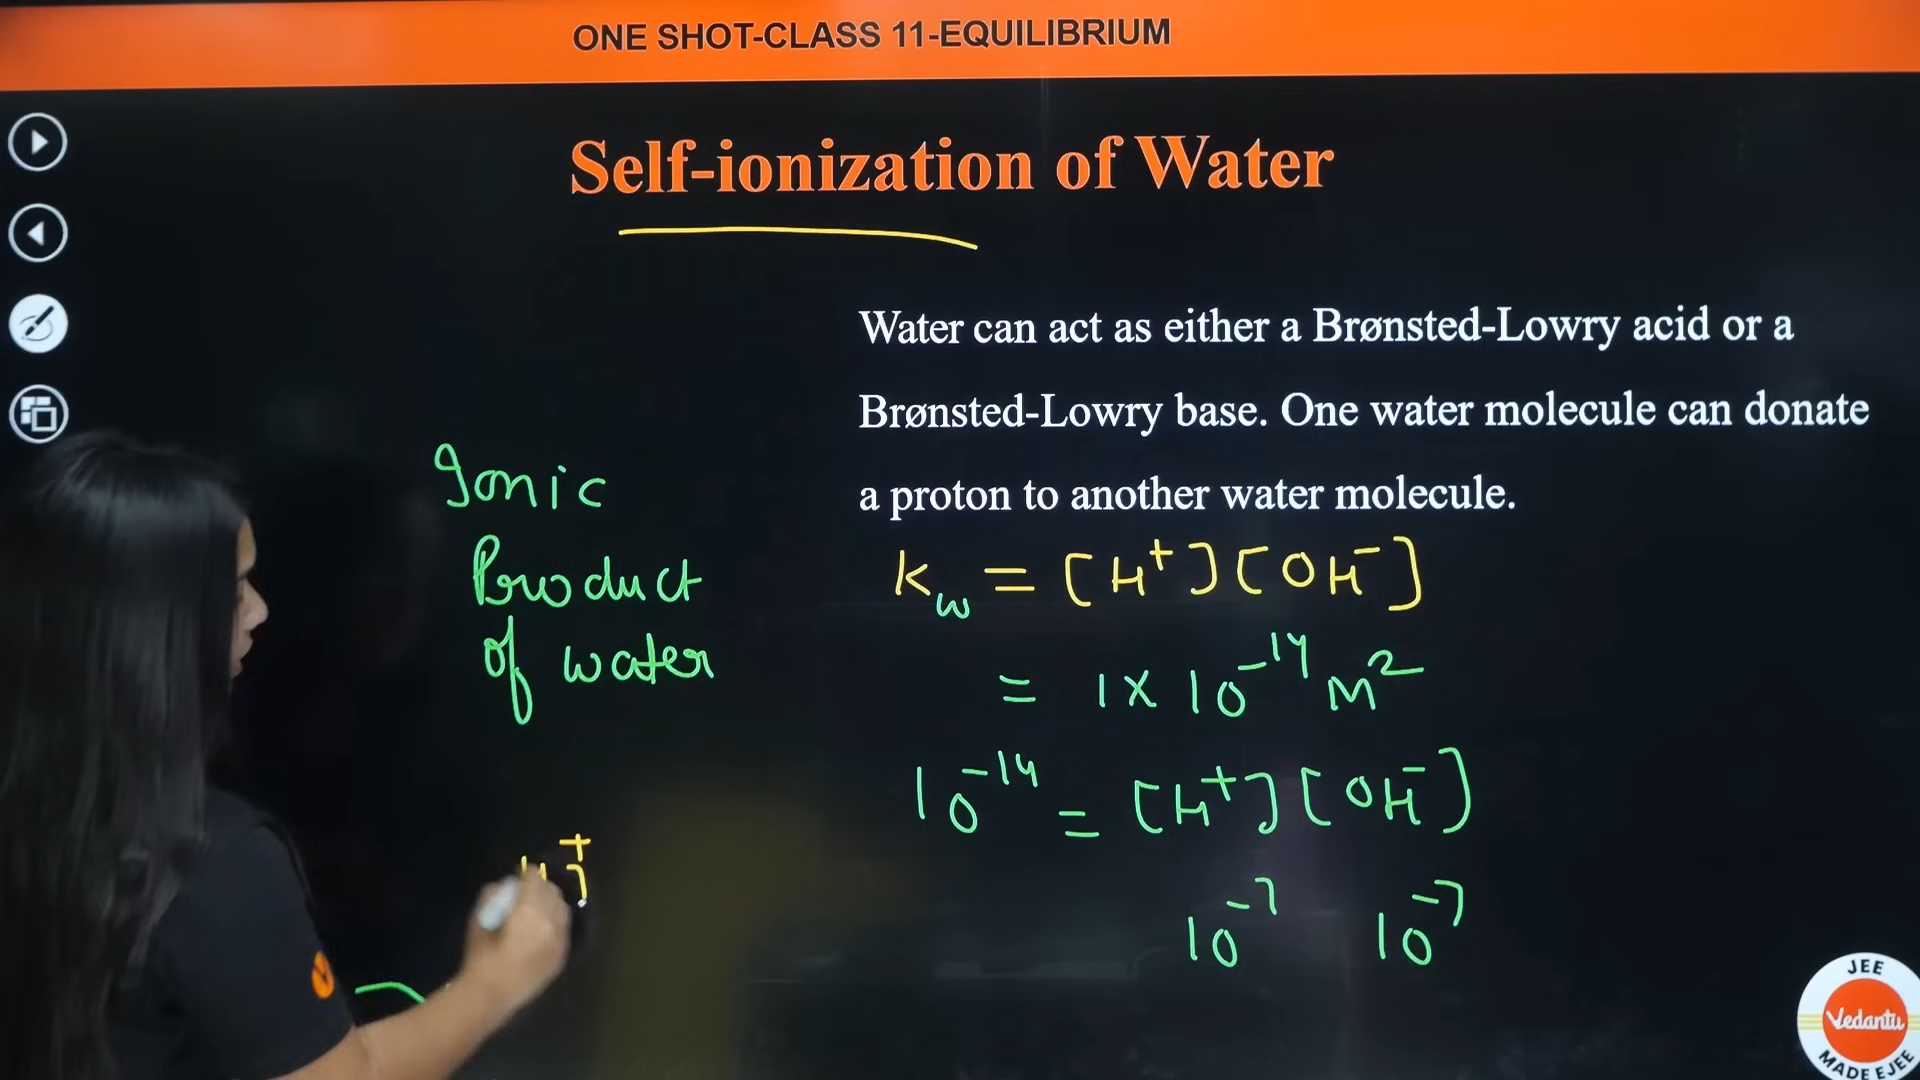 ONE SHOT-CLASS 11-EQUILIBRIUM
Self-ionization of Water
Water can act as either a Brønsted-Lowry acid or a
Brønsted-Lowry base. One water molecule can donate
a proton to another water molecule.
Ionic
Product
of water
Kw = [H⁺][OH⁻]
= 1 × 10⁻¹⁴ M²
10⁻¹⁴ = [H⁺][OH⁻]
10⁻⁷ 10⁻⁷
JEE
Vedantu
MADE EJEE